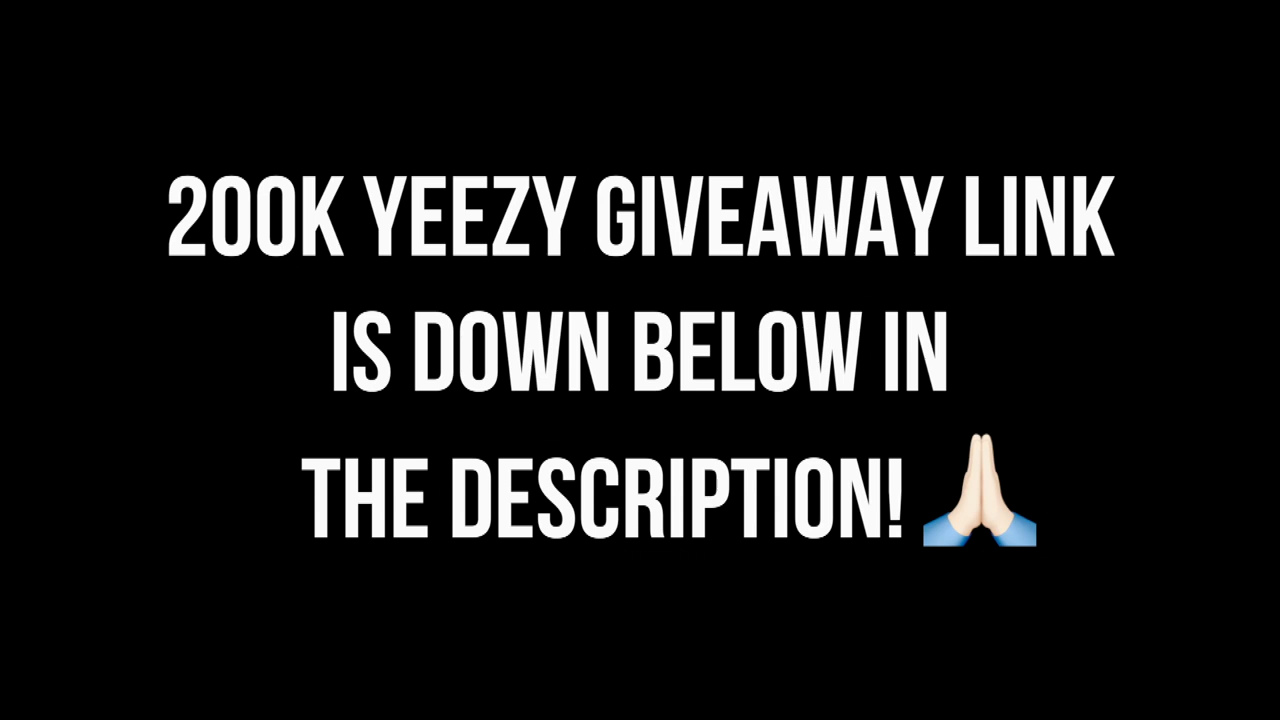 200K YEEZY GIVEAWAY LINK
IS DOWN BELOW IN
THE DESCRIPTION! 🙏🏻